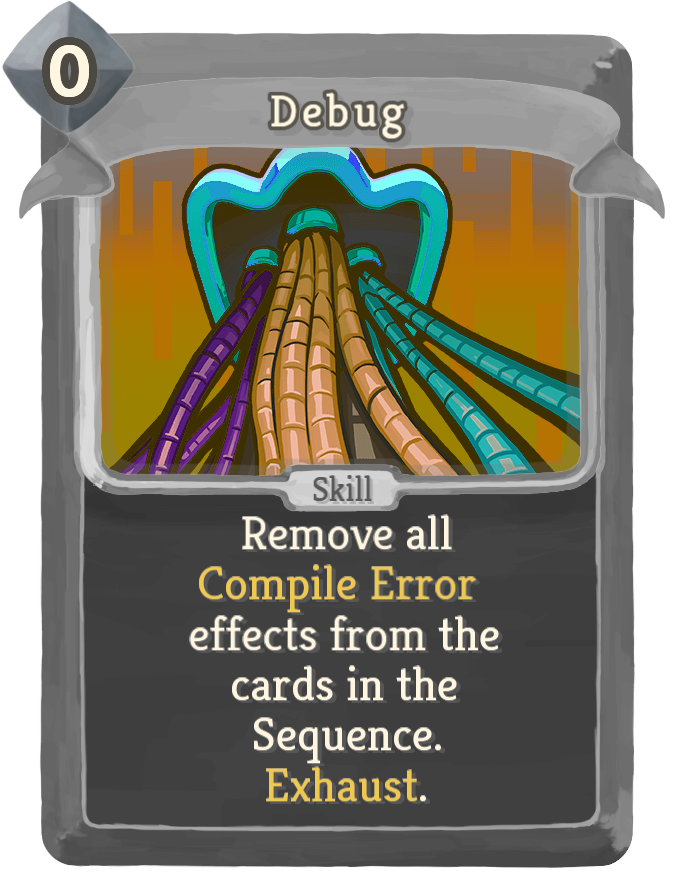 0
Debug
Skill
Remove all
Compile Error
effects from the
cards in the
Sequence.
Exhaust.